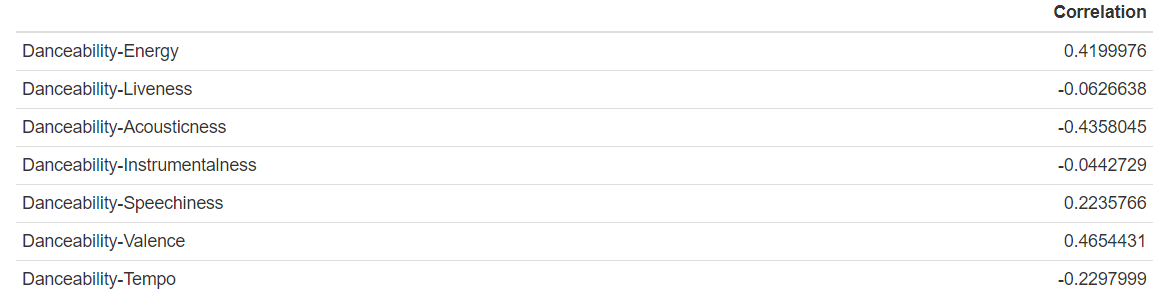 Correlation
Danceability-Energy 0.4199976
Danceability-Liveness -0.0626638
Danceability-Acousticness -0.4358045
Danceability-Instrumentalness -0.0442729
Danceability-Speechiness 0.2235766
Danceability-Valence 0.4654431
Danceability-Tempo -0.2297999